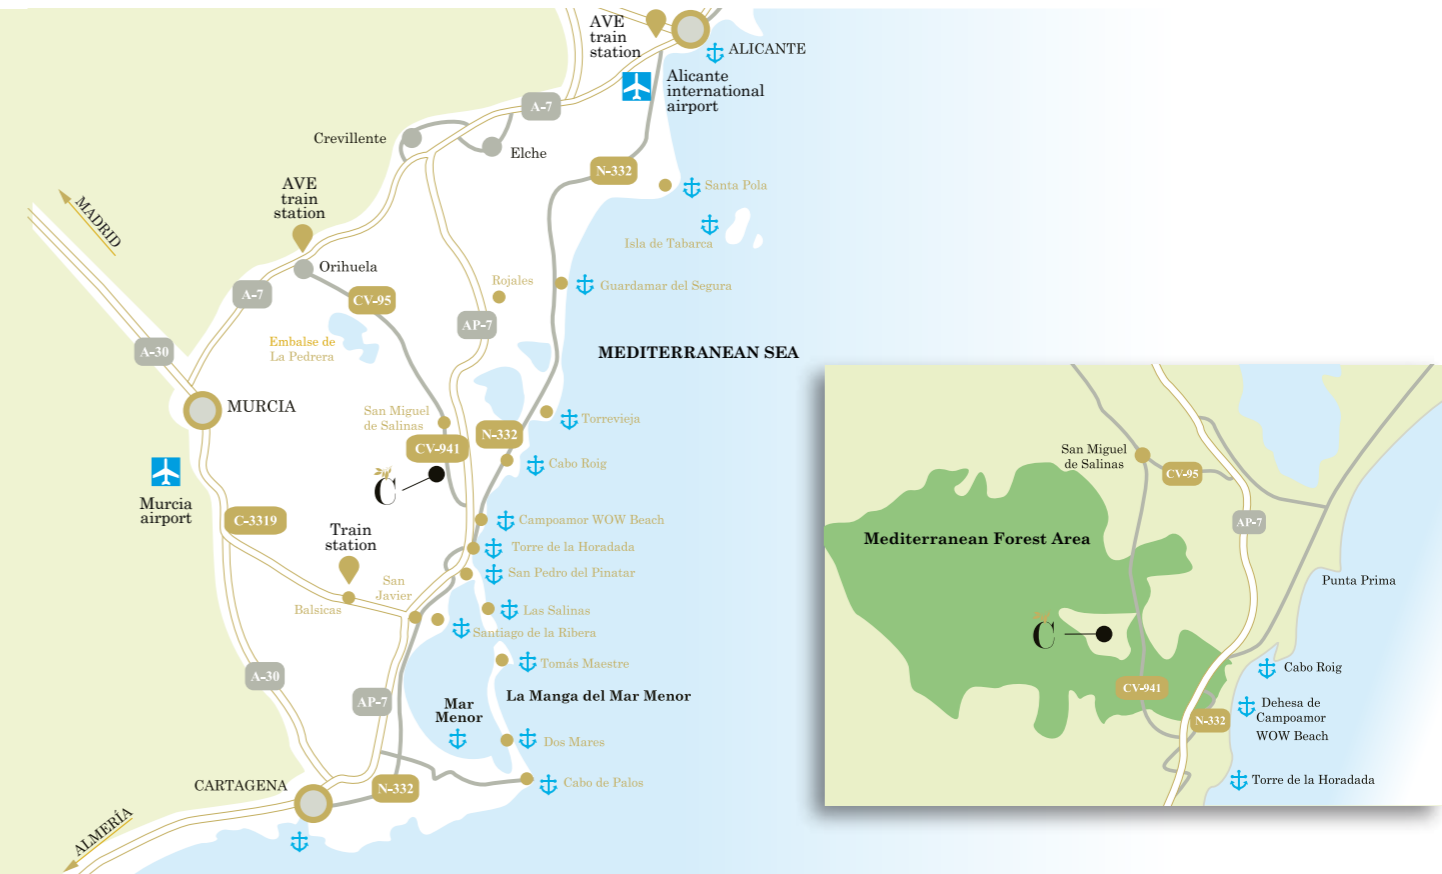 AVE
train
station
ALICANTE
Alicante
international
airport
A-7
Crevillente
Elche
N-332
Santa Pola
AVE
train
station
MADRID
Isla de Tabarca
Orihuela
A-7
CV-95
Rojales
Guardamar del Segura
AP-7
Embalse de
La Pedrera
A-30
MEDITERRANEAN SEA
MURCIA
San Miguel
de Salinas
Torrevieja
N-332
CV-941
Cabo Roig
C
Murcia
airport
C-3319
Train
station
Campoamor WOW Beach
Torre de la Horadada
San Pedro del Pinatar
San
Javier
Balsicas
Las Salinas
Santiago de la Ribera
Tomás Maestre
A-30
AP-7
La Manga del Mar Menor
Mar
Menor
Dos Mares
CARTAGENA
N-332
Cabo de Palos
ALMERÍA
San Miguel
de Salinas
CV-95
AP-7
Mediterranean Forest Area
Punta Prima
C
Cabo Roig
CV-941
N-332
Dehesa de
Campoamor
WOW Beach
Torre de la Horadada